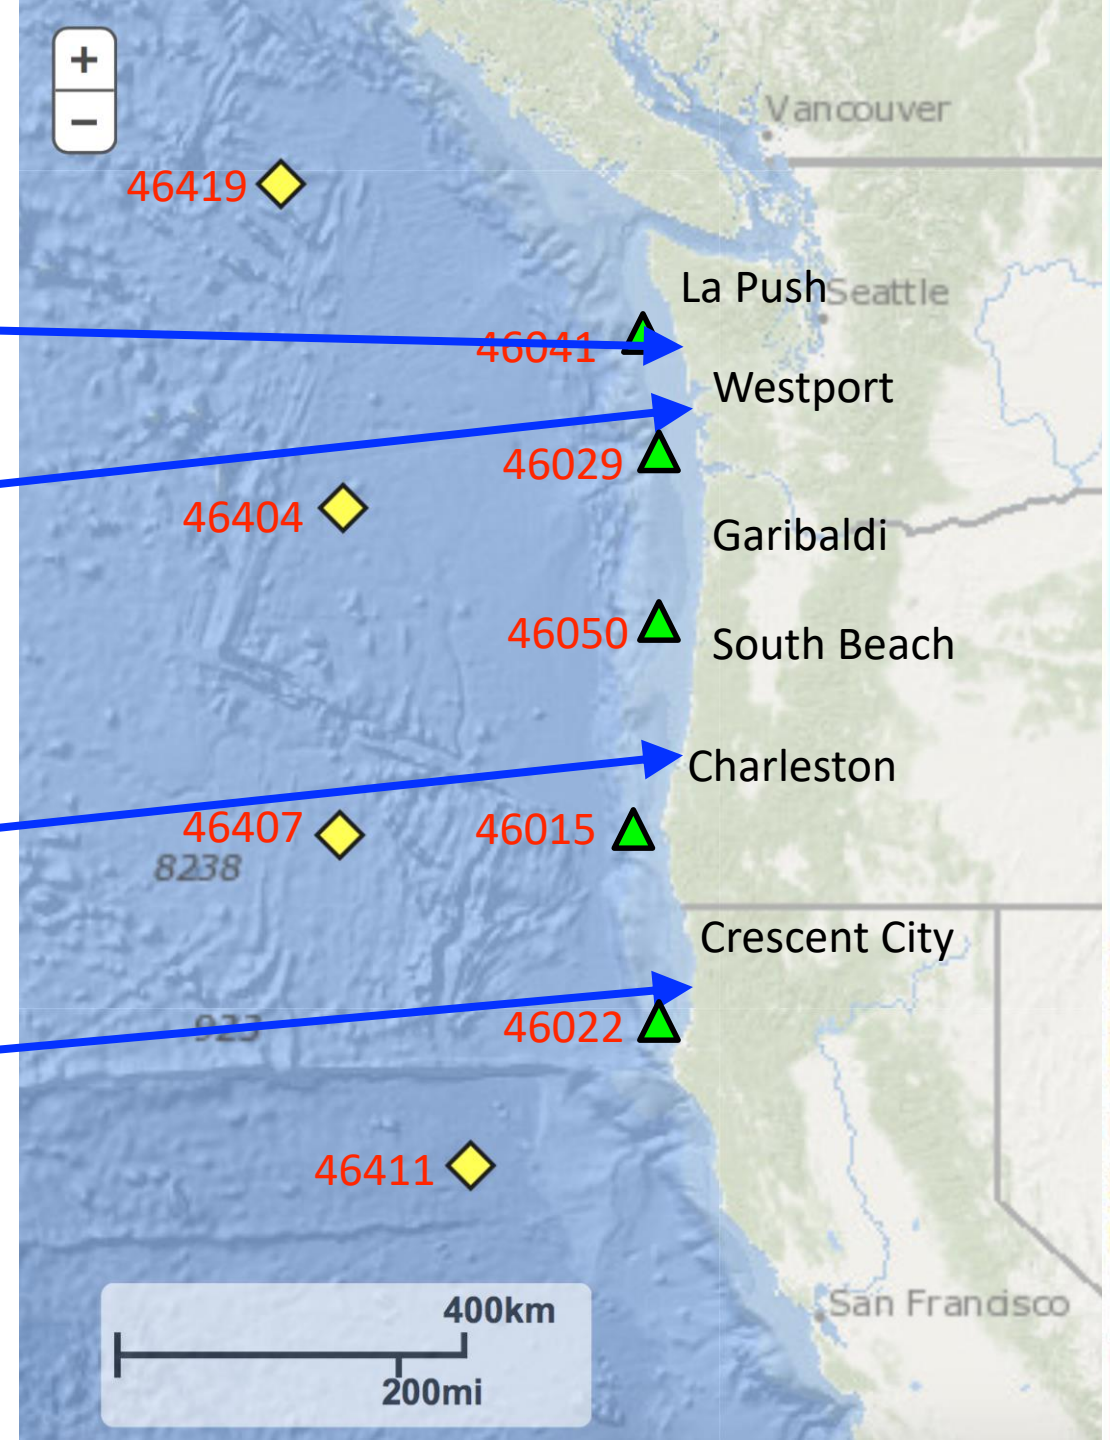 +
−
Vancouver
46419
La Push
Seattle
46041
Westport
46029
46404
Garibaldi
46050
South Beach
Charleston
46407
46015
8238
Crescent City
923
46022
46411
San Francisco
400km
200mi